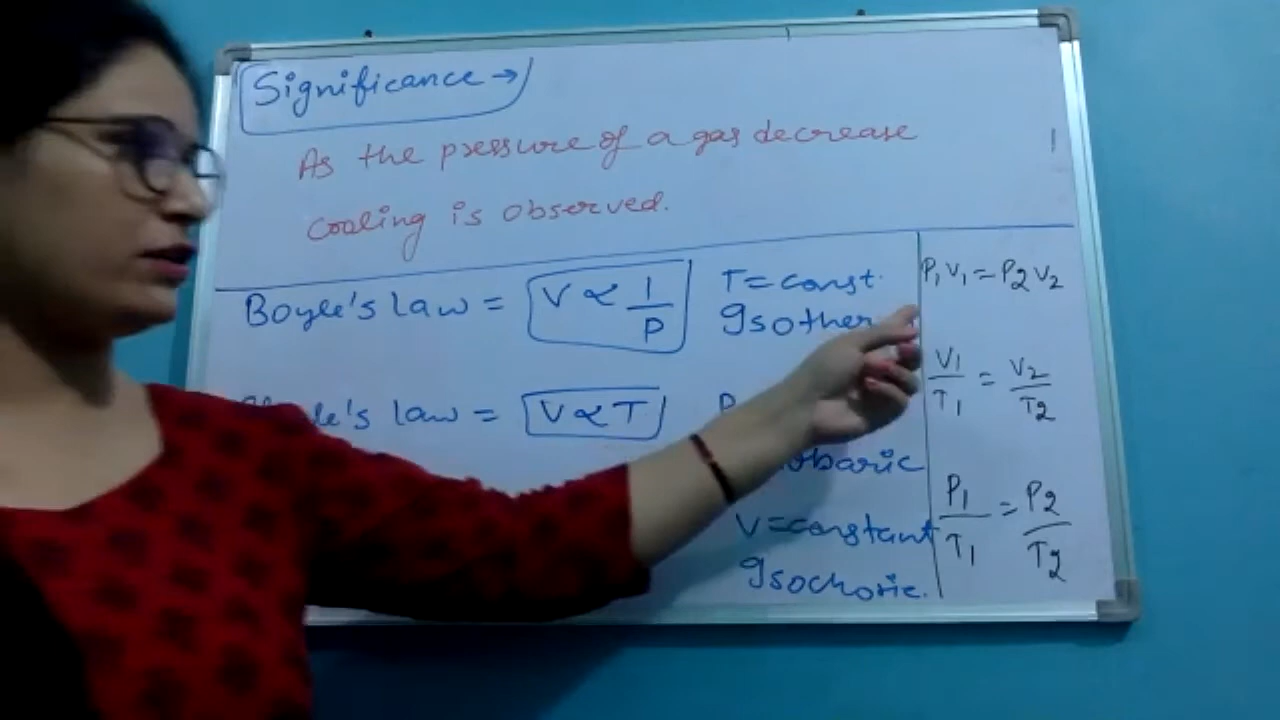 Significance →
As the pressure of a gas decrease
cooling is observed.
Boyle's law = V ∝ 1/P T = const. P₁V₁ = P₂V₂
Isother
law = V ∝ T P V₁/T₁ = V₂/T₂
obaric
V = constant P₁/T₁ = P₂/T₂
Isochoric.